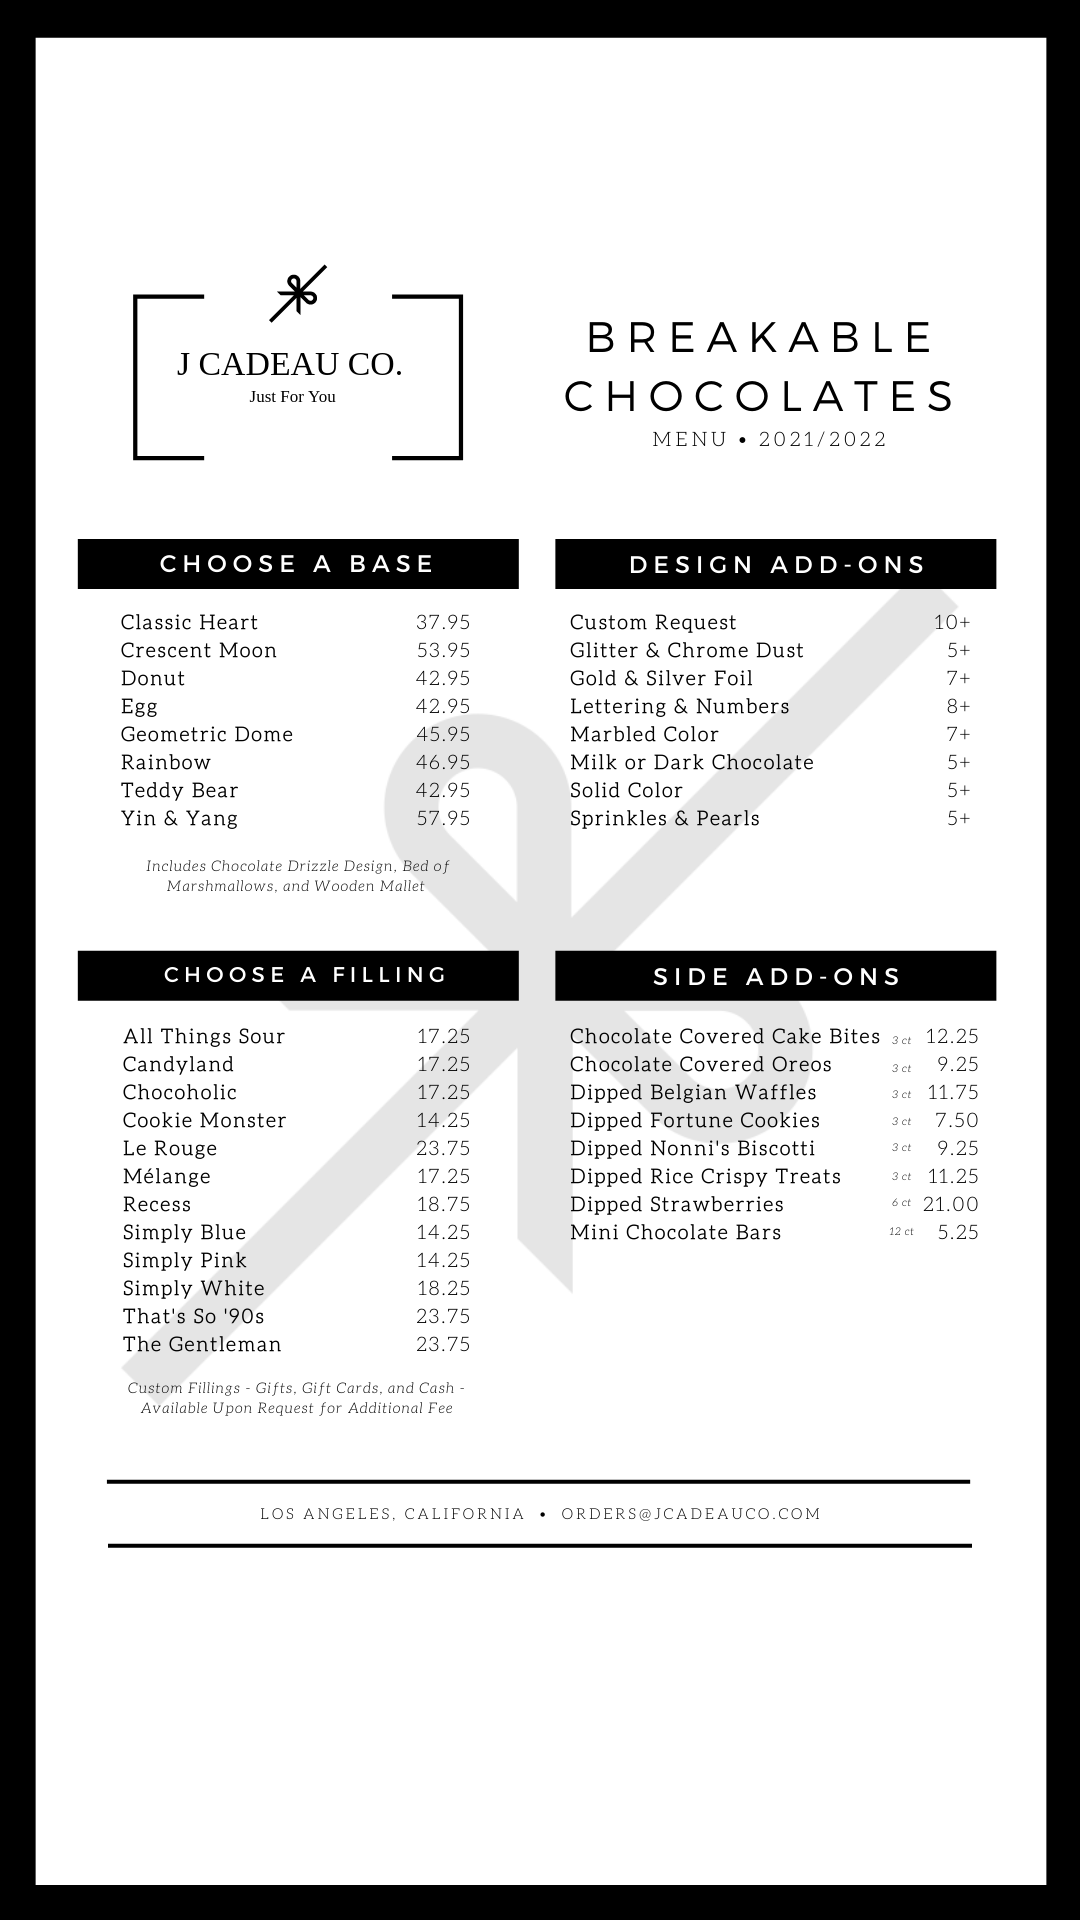 J CADEAU CO.
Just For You
BREAKABLE
CHOCOLATES
MENU • 2021/2022
CHOOSE A BASE
Classic Heart 37.95
Crescent Moon 53.95
Donut 42.95
Egg 42.95
Geometric Dome 45.95
Rainbow 46.95
Teddy Bear 42.95
Yin & Yang 57.95
Includes Chocolate Drizzle Design, Bed of
Marshmallows, and Wooden Mallet
DESIGN ADD-ONS
Custom Request 10+
Glitter & Chrome Dust 5+
Gold & Silver Foil 7+
Lettering & Numbers 8+
Marbled Color 7+
Milk or Dark Chocolate 5+
Solid Color 5+
Sprinkles & Pearls 5+
CHOOSE A FILLING
All Things Sour 17.25
Candyland 17.25
Chocoholic 17.25
Cookie Monster 14.25
Le Rouge 23.75
Mélange 17.25
Recess 18.75
Simply Blue 14.25
Simply Pink 14.25
Simply White 18.25
That's So '90s 23.75
The Gentleman 23.75
Custom Fillings - Gifts, Gift Cards, and Cash -
Available Upon Request for Additional Fee
SIDE ADD-ONS
Chocolate Covered Cake Bites 3 ct 12.25
Chocolate Covered Oreos 3 ct 9.25
Dipped Belgian Waffles 3 ct 11.75
Dipped Fortune Cookies 3 ct 7.50
Dipped Nonni's Biscotti 3 ct 9.25
Dipped Rice Crispy Treats 3 ct 11.25
Dipped Strawberries 6 ct 21.00
Mini Chocolate Bars 12 ct 5.25
LOS ANGELES, CALIFORNIA • ORDERS@JCADEAUCO.COM